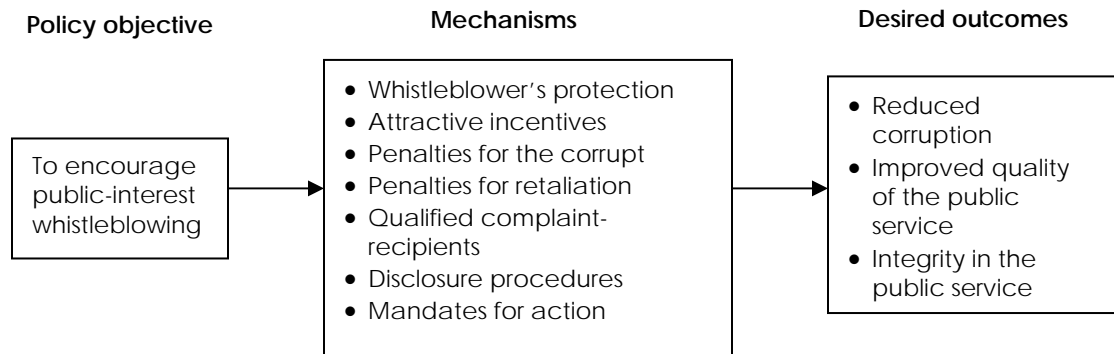 Policy objective
Mechanisms
Desired outcomes
To encourage
public-interest
whistleblowing
• Whistleblower's protection
• Attractive incentives
• Penalties for the corrupt
• Penalties for retaliation
• Qualified complaint-
recipients
• Disclosure procedures
• Mandates for action
• Reduced
corruption
• Improved quality
of the public
service
• Integrity in the
public service